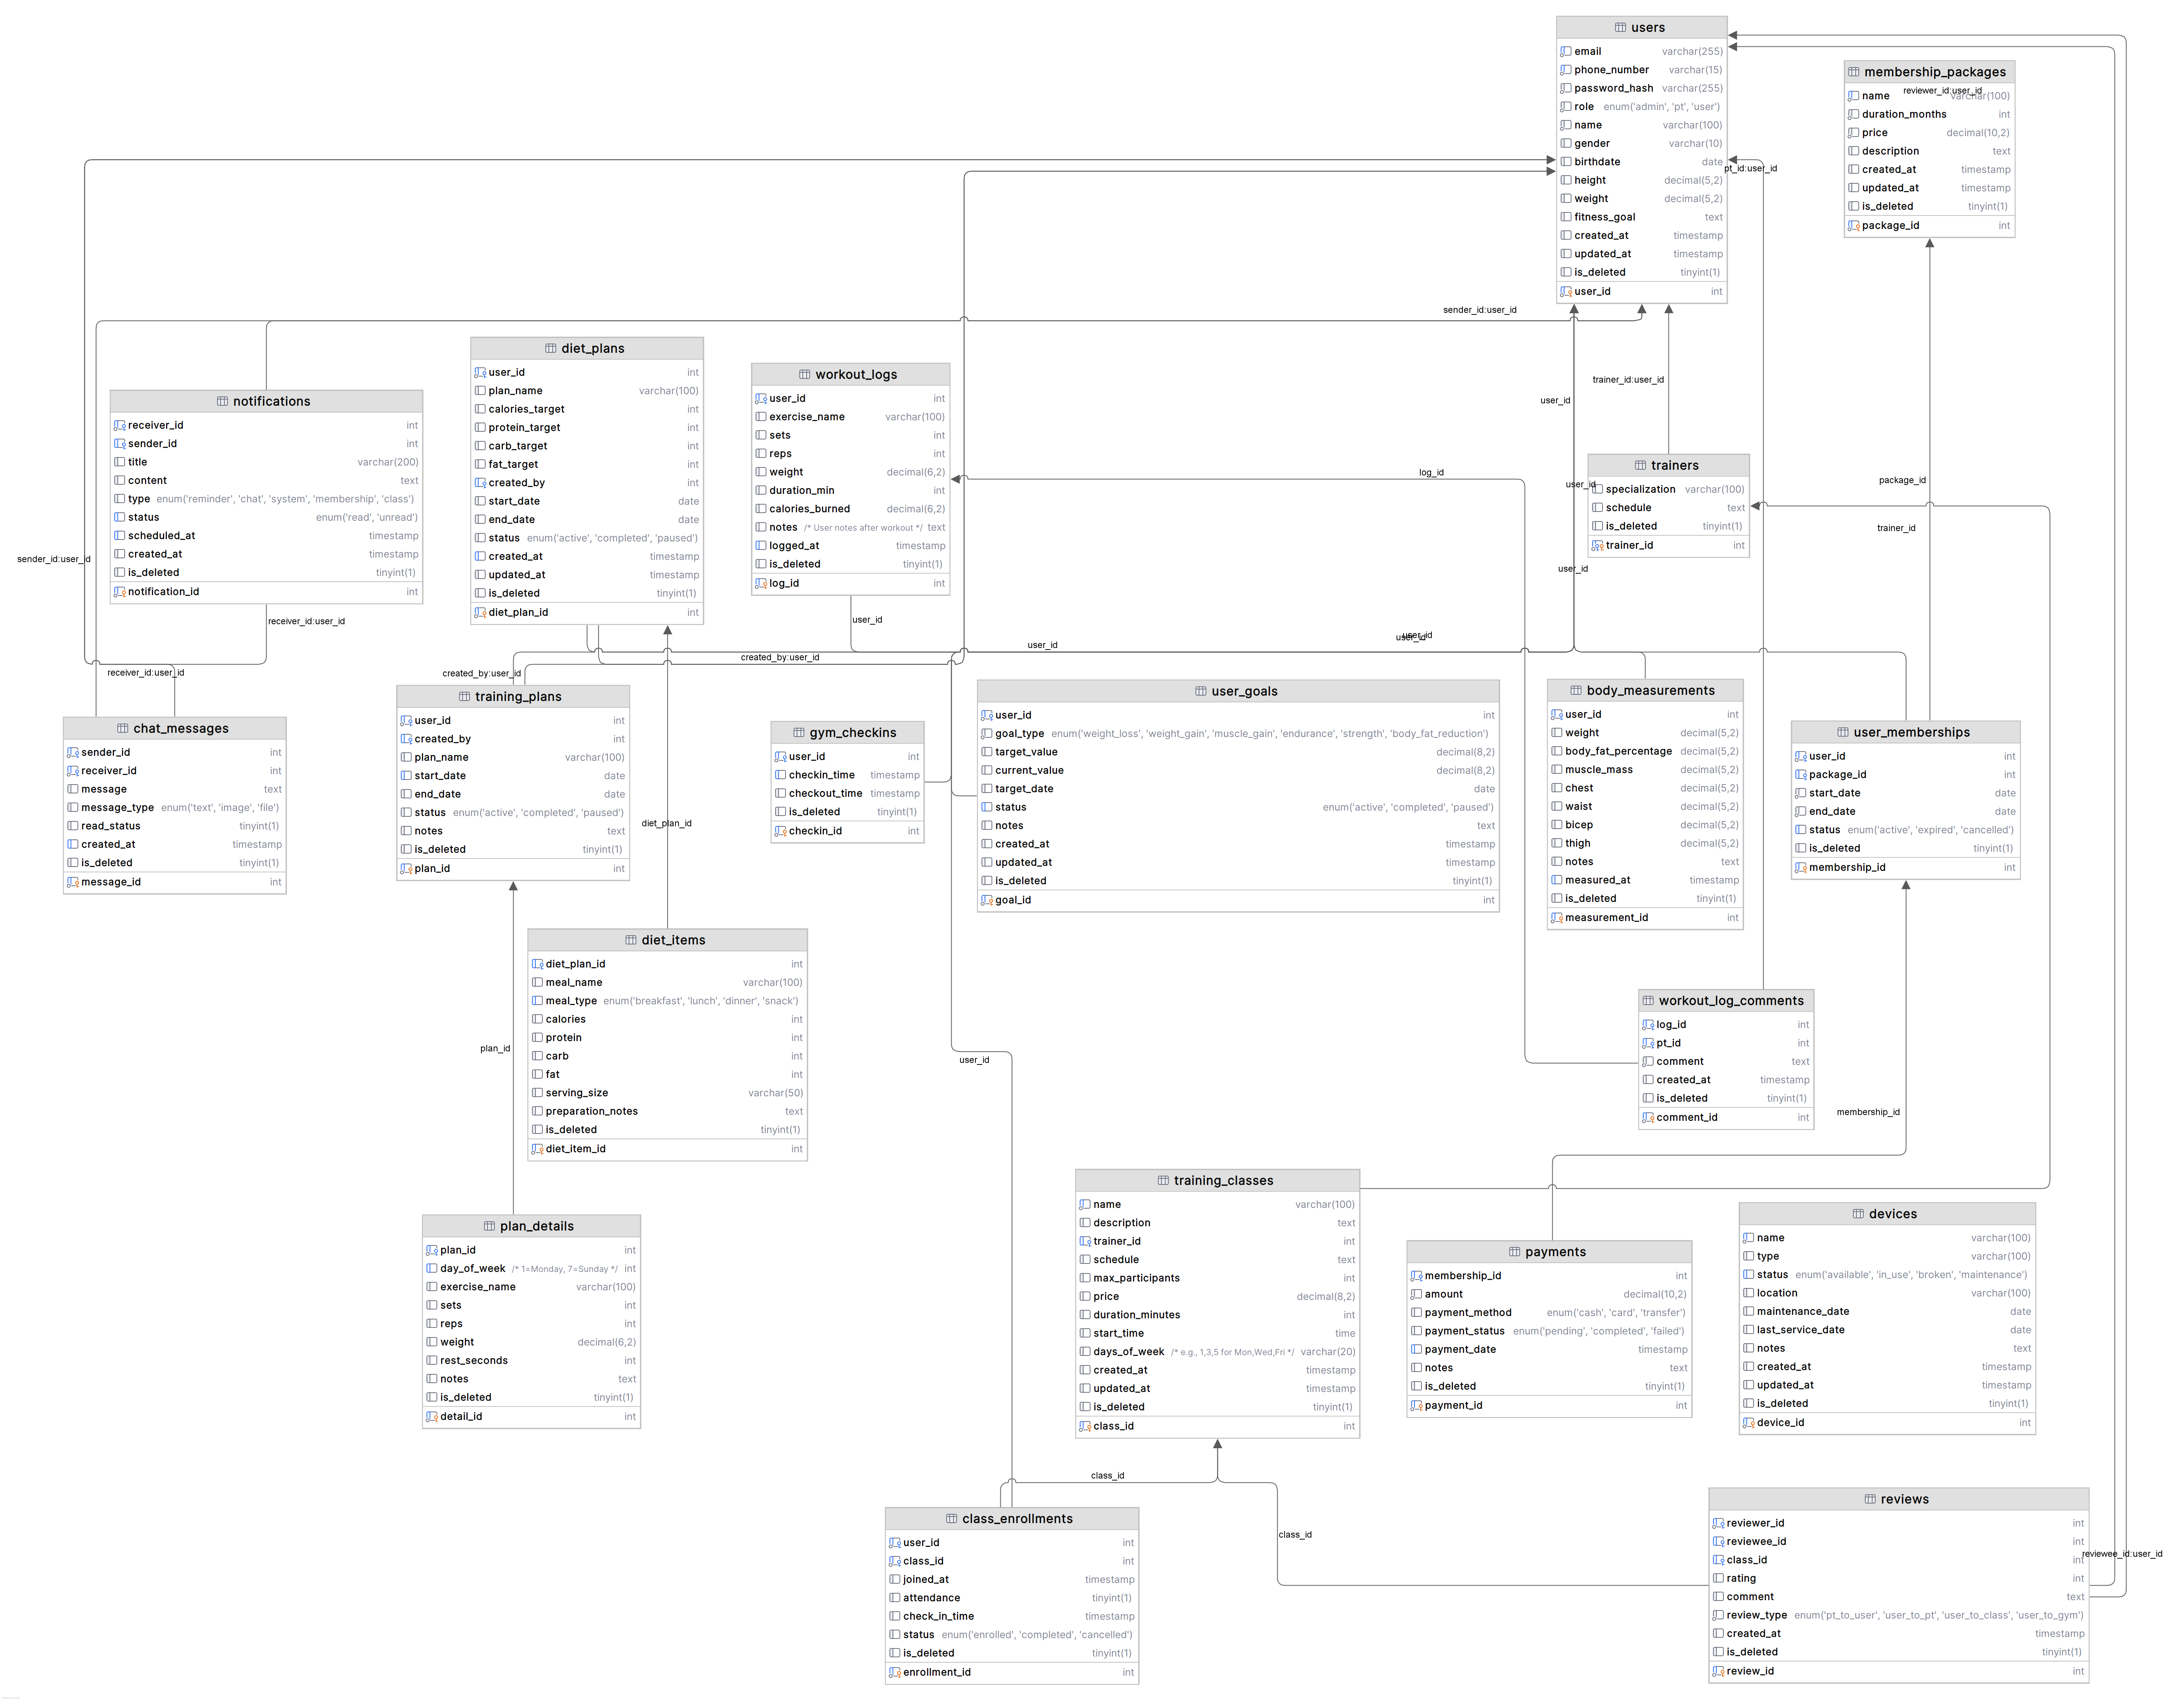 users
email varchar(255)
phone_number varchar(15)
password_hash varchar(255)
role enum('admin', 'pt', 'user')
name varchar(100)
gender varchar(10)
birthdate date
height decimal(5,2)
weight decimal(5,2)
fitness_goal text
created_at timestamp
updated_at timestamp
is_deleted tinyint(1)
user_id int
membership_packages
reviewer_id:user_id
name varchar(100)
duration_months int
price decimal(10,2)
description text
created_at timestamp
updated_at timestamp
is_deleted tinyint(1)
package_id int
pt_id:user_id
sender_id:user_id
trainer_id:user_id
user_id
notifications
receiver_id int
sender_id int
title varchar(200)
content text
type enum('reminder', 'chat', 'system', 'membership', 'class')
status enum('read', 'unread')
scheduled_at timestamp
created_at timestamp
is_deleted tinyint(1)
notification_id int
diet_plans
user_id int
plan_name varchar(100)
calories_target int
protein_target int
carb_target int
fat_target int
created_by int
start_date date
end_date date
status enum('active', 'completed', 'paused')
created_at timestamp
updated_at timestamp
is_deleted tinyint(1)
diet_plan_id int
workout_logs
user_id int
exercise_name varchar(100)
sets int
reps int
weight decimal(6,2)
duration_min int
calories_burned decimal(6,2)
notes /* User notes after workout */ text
logged_at timestamp
is_deleted tinyint(1)
log_id int
log_id
trainers
user_id
specialization varchar(100)
schedule text
is_deleted tinyint(1)
trainer_id int
package_id
trainer_id
user_id
sender_id:user_id
receiver_id:user_id
user_id
user_id
user_id
user_id
created_by:user_id
receiver_id:user_id
created_by:user_id
chat_messages
sender_id int
receiver_id int
message text
message_type enum('text', 'image', 'file')
read_status tinyint(1)
created_at timestamp
is_deleted tinyint(1)
message_id int
training_plans
user_id int
created_by int
plan_name varchar(100)
start_date date
end_date date
status enum('active', 'completed', 'paused')
notes text
is_deleted tinyint(1)
plan_id int
diet_plan_id
gym_checkins
user_id int
checkin_time timestamp
checkout_time timestamp
is_deleted tinyint(1)
checkin_id int
user_goals
user_id int
goal_type enum('weight_loss', 'weight_gain', 'muscle_gain', 'endurance', 'strength', 'body_fat_reduction')
target_value decimal(8,2)
current_value decimal(8,2)
target_date date
status enum('active', 'completed', 'paused')
notes text
created_at timestamp
updated_at timestamp
is_deleted tinyint(1)
goal_id int
body_measurements
user_id int
weight decimal(5,2)
body_fat_percentage decimal(5,2)
muscle_mass decimal(5,2)
chest decimal(5,2)
waist decimal(5,2)
bicep decimal(5,2)
thigh decimal(5,2)
notes text
measured_at timestamp
is_deleted tinyint(1)
measurement_id int
user_memberships
user_id int
package_id int
start_date date
end_date date
status enum('active', 'expired', 'cancelled')
is_deleted tinyint(1)
membership_id int
diet_items
diet_plan_id int
meal_name varchar(100)
meal_type enum('breakfast', 'lunch', 'dinner', 'snack')
calories int
protein int
carb int
fat int
serving_size varchar(50)
preparation_notes text
is_deleted tinyint(1)
diet_item_id int
plan_id
user_id
workout_log_comments
log_id int
pt_id int
comment text
created_at timestamp
is_deleted tinyint(1)
comment_id int
membership_id
plan_details
plan_id int
day_of_week /* 1=Monday, 7=Sunday */ int
exercise_name varchar(100)
sets int
reps int
weight decimal(6,2)
rest_seconds int
notes text
is_deleted tinyint(1)
detail_id int
training_classes
name varchar(100)
description text
trainer_id int
schedule text
max_participants int
price decimal(8,2)
duration_minutes int
start_time time
days_of_week /* e.g., 1,3,5 for Mon,Wed,Fri */ varchar(20)
created_at timestamp
updated_at timestamp
is_deleted tinyint(1)
class_id int
payments
membership_id int
amount decimal(10,2)
payment_method enum('cash', 'card', 'transfer')
payment_status enum('pending', 'completed', 'failed')
payment_date timestamp
notes text
is_deleted tinyint(1)
payment_id int
devices
name varchar(100)
type varchar(100)
status enum('available', 'in_use', 'broken', 'maintenance')
location varchar(100)
maintenance_date date
last_service_date date
notes text
created_at timestamp
updated_at timestamp
is_deleted tinyint(1)
device_id int
class_id
class_id
class_enrollments
user_id int
class_id int
joined_at timestamp
attendance tinyint(1)
check_in_time timestamp
status enum('enrolled', 'completed', 'cancelled')
is_deleted tinyint(1)
enrollment_id int
reviews
reviewer_id int
reviewee_id int
class_id int
reviewee_id:user_id
rating int
comment text
review_type enum('pt_to_user', 'user_to_pt', 'user_to_class', 'user_to_gym')
created_at timestamp
is_deleted tinyint(1)
review_id int